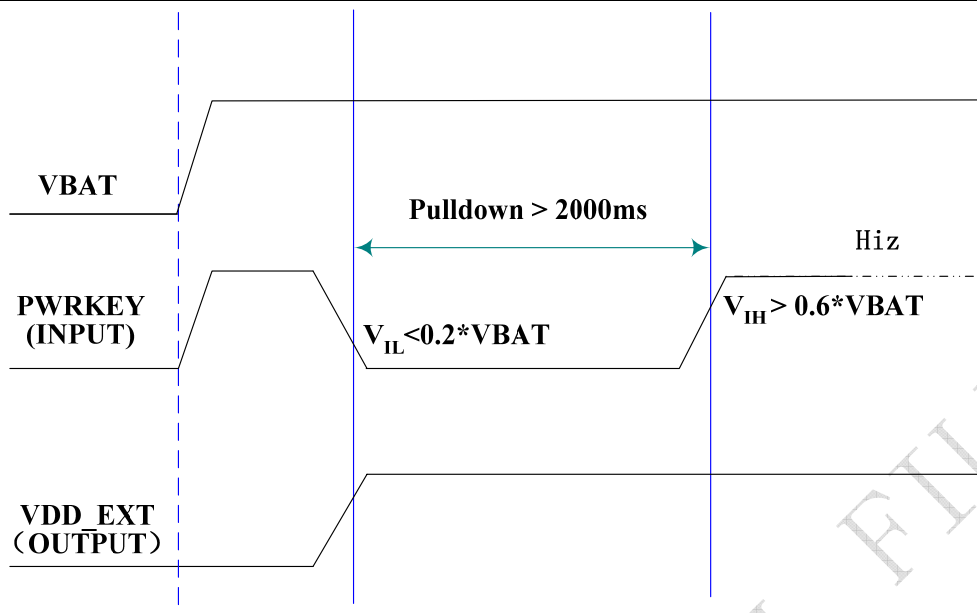 VBAT
Pulldown > 2000ms
Hiz
PWRKEY
(INPUT)
VIL<0.2*VBAT
VIH> 0.6*VBAT
VDD_EXT
（OUTPUT）